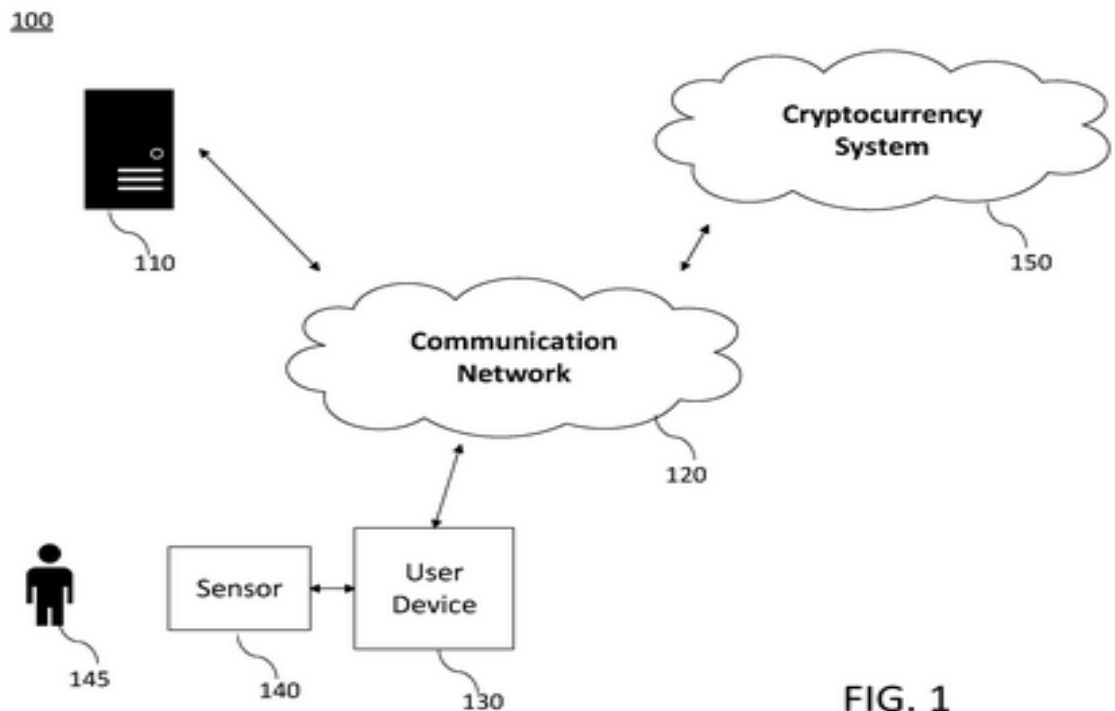 100
Cryptocurrency
System
110
150
Communication
Network
120
Sensor
User
Device
145
140
130
FIG. 1